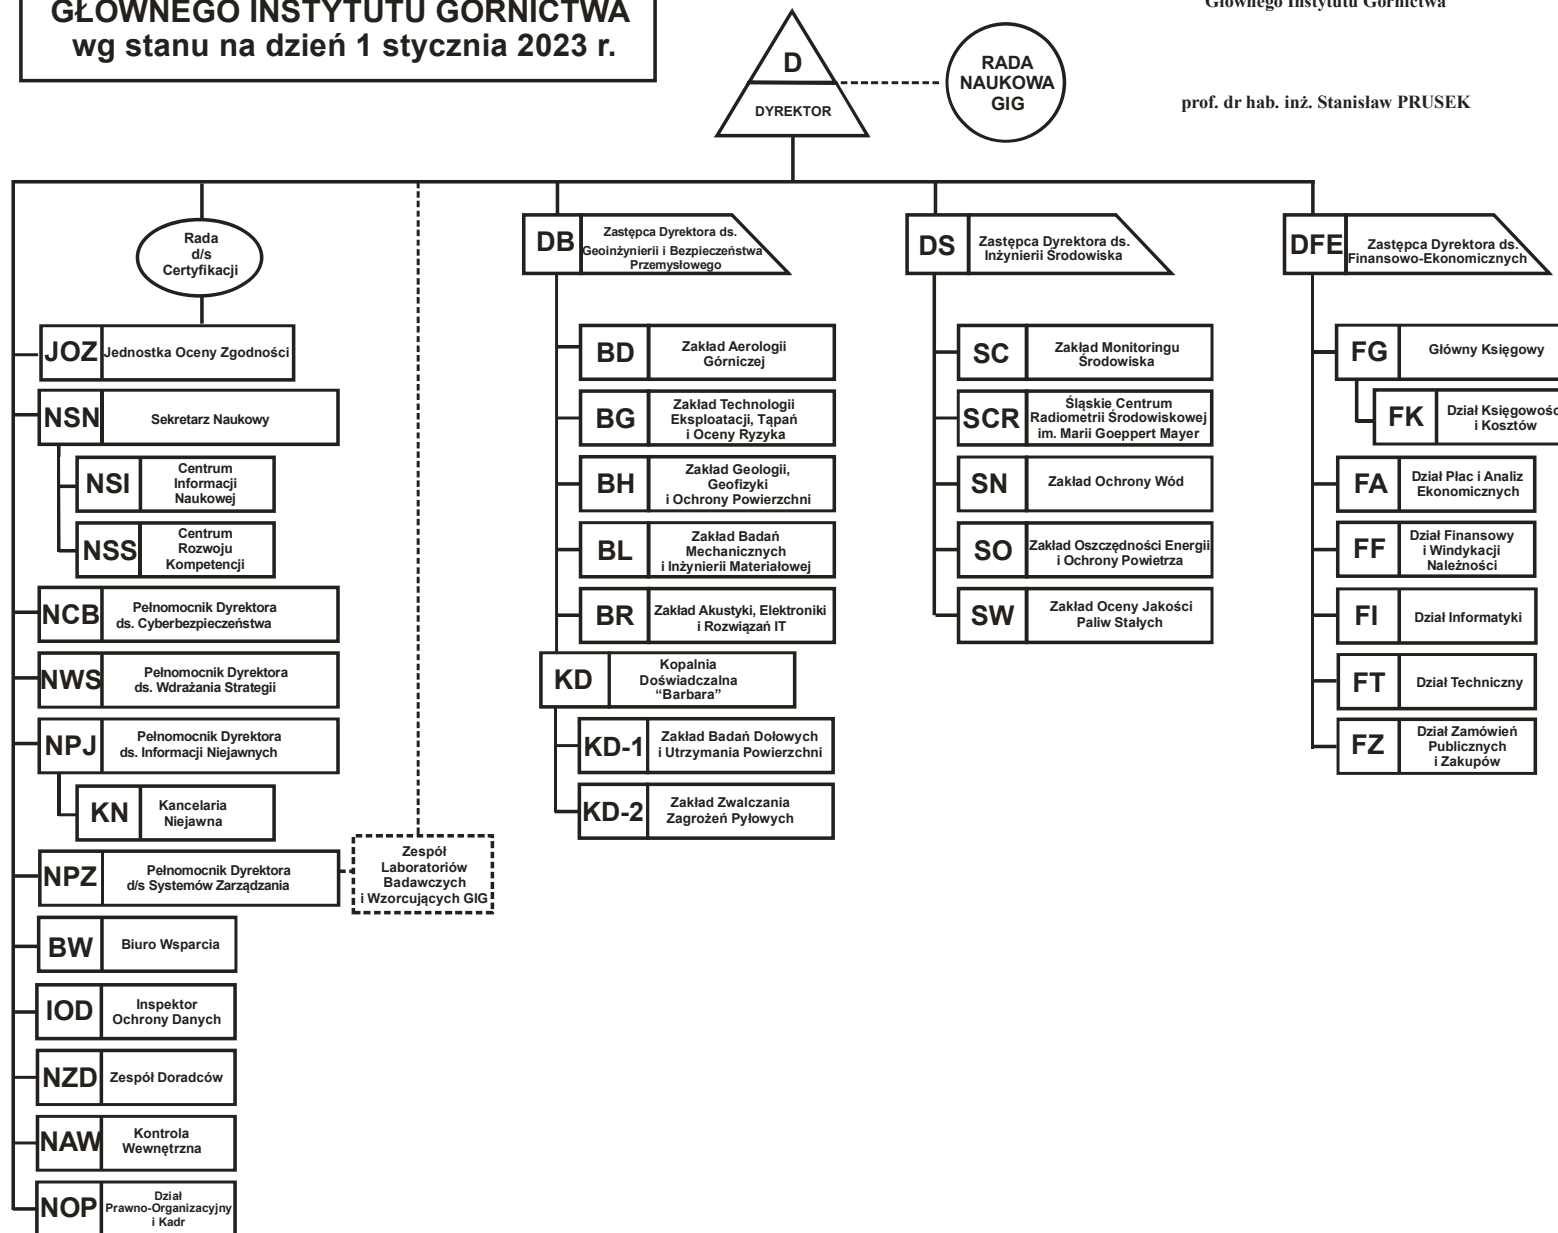 GŁÓWNEGO INSTYTUTU GÓRNICTWA
wg stanu na dzień 1 stycznia 2023 r.
Głównego Instytutu Górnictwa
prof. dr hab. inż. Stanisław PRUSEK
D
DYREKTOR
RADA
NAUKOWA
GIG
Rada
d/s
Certyfikacji
JOZ
Jednostka Oceny Zgodności
NSN
Sekretarz Naukowy
NSI
Centrum
Informacji
Naukowej
NSS
Centrum
Rozwoju
Kompetencji
NCB
Pełnomocnik Dyrektora
ds. Cyberbezpieczeństwa
NWS
Pełnomocnik Dyrektora
ds. Wdrażania Strategii
NPJ
Pełnomocnik Dyrektora
ds. Informacji Niejawnych
KN
Kancelaria
Niejawna
NPZ
Pełnomocnik Dyrektora
d/s Systemów Zarządzania
Zespół
Laboratoriów
Badawczych
i Wzorcujących GIG
BW
Biuro Wsparcia
IOD
Inspektor
Ochrony Danych
NZD
Zespół Doradców
NAW
Kontrola
Wewnętrzna
NOP
Dział
Prawno-Organizacyjny
i Kadr
DB
Zastępca Dyrektora ds.
Geoinżynierii i Bezpieczeństwa
Przemysłowego
BD
Zakład Aerologii
Górniczej
BG
Zakład Technologii
Eksploatacji, Tąpań
i Oceny Ryzyka
BH
Zakład Geologii,
Geofizyki
i Ochrony Powierzchni
BL
Zakład Badań
Mechanicznych
i Inżynierii Materiałowej
BR
Zakład Akustyki, Elektroniki
i Rozwiązań IT
KD
Kopalnia
Doświadczalna
“Barbara”
KD-1
Zakład Badań Dołowych
i Utrzymania Powierzchni
KD-2
Zakład Zwalczania
Zagrożeń Pyłowych
DS
Zastępca Dyrektora ds.
Inżynierii Środowiska
SC
Zakład Monitoringu
Środowiska
SCR
Śląskie Centrum
Radiometrii Środowiskowej
im. Marii Goeppert Mayer
SN
Zakład Ochrony Wód
SO
Zakład Oszczędności Energii
i Ochrony Powietrza
SW
Zakład Oceny Jakości
Paliw Stałych
DFE
Zastępca Dyrektora ds.
Finansowo-Ekonomicznych
FG
Główny Księgowy
FK
Dział Księgowośc
i Kosztów
FA
Dział Płac i Analiz
Ekonomicznych
FF
Dział Finansowy
i Windykacji
Należności
FI
Dział Informatyki
FT
Dział Techniczny
FZ
Dział Zamówień
Publicznych
i Zakupów